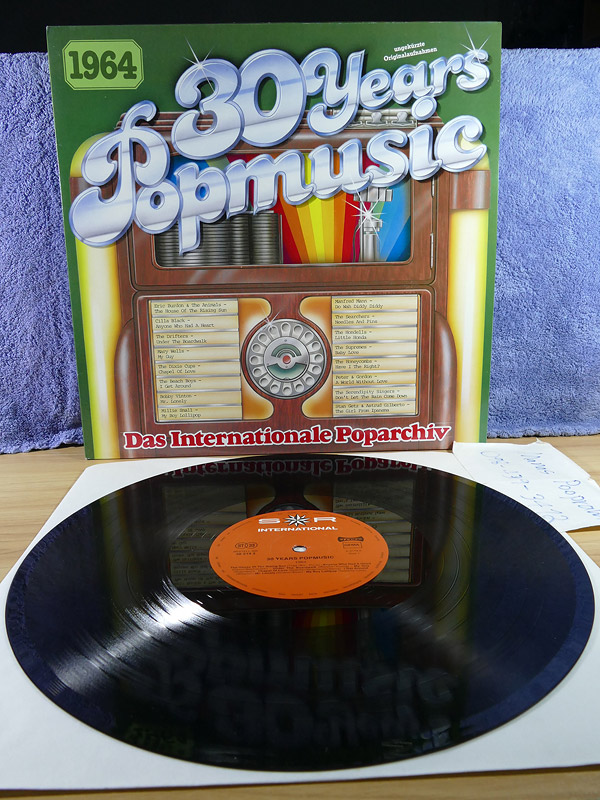 1964
ungekürzte
Originalaufnahmen
30 Years
Popmusic
Eric Burdon & The Animals -
The House Of The Rising Sun
Cilla Black -
Anyone Who Had A Heart
The Drifters -
Under The Boardwalk
Mary Wells -
My Guy
The Dixie Cups -
Chapel Of Love
The Beach Boys -
I Get Around
Bobby Vinton -
Mr. Lonely
Millie Small -
My Boy Lollipop
Manfred Mann -
Do Wah Diddy Diddy
The Searchers -
Needles And Pins
The Hondells -
Little Honda
The Supremes -
Baby Love
The Honeycombs -
Have I The Right?
Peter & Gordon -
A World Without Love
The Serendipity Singers -
Don't Let The Rain Come Down
Stan Getz & Astrud Gilberto -
The Girl From Ipanema
Das Internationale Poparchiv
S R
INTERNATIONAL
30 YEARS POPMUSIC
1964